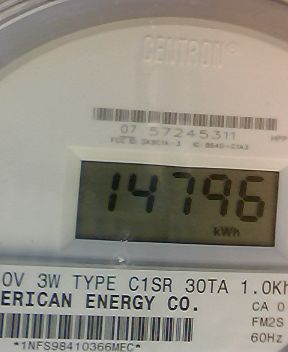 CENTRON®
07 57245311
14796
kWh
0V 3W TYPE C1SR 30TA 1.0Kh
ERICAN ENERGY CO.
CA 0
FM2S
60Hz
*1NFS98410366MEC*